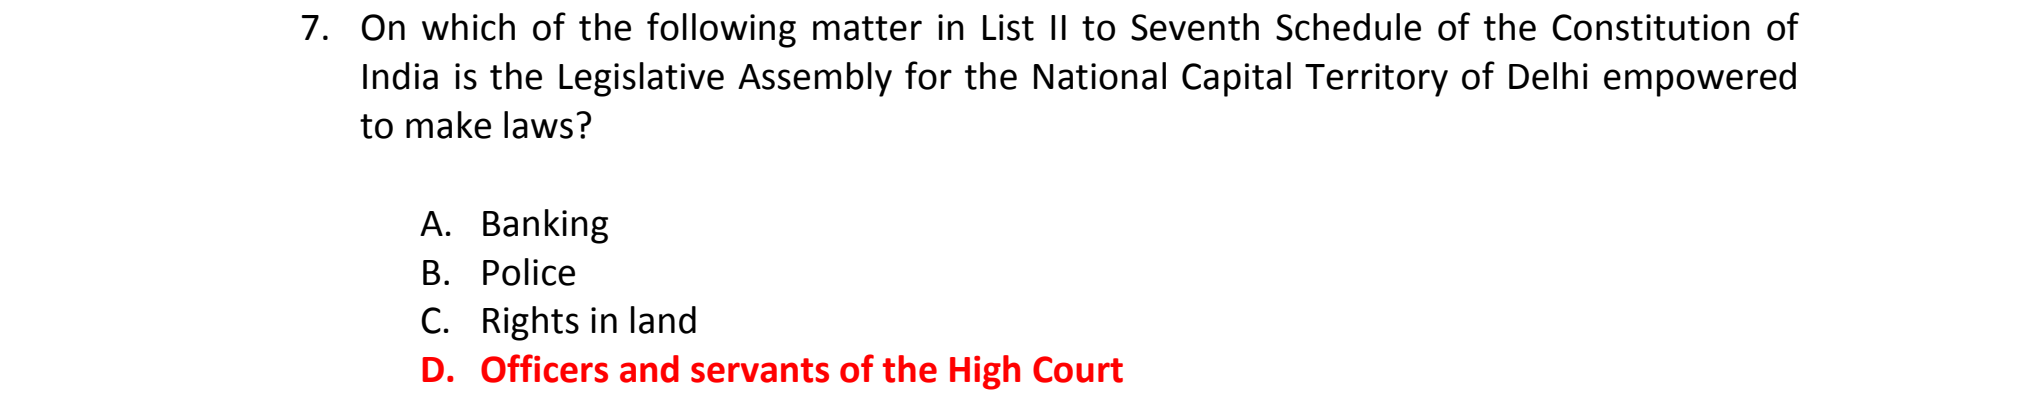 7. On which of the following matter in List II to Seventh Schedule of the Constitution of
India is the Legislative Assembly for the National Capital Territory of Delhi empowered
to make laws?
A. Banking
B. Police
C. Rights in land
D. Officers and servants of the High Court